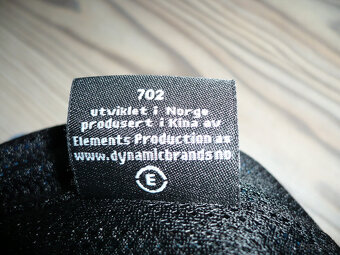 702
utviklet i Norge
produsert i Kina av
Elements Production as
www.dynamicbrands.no
E